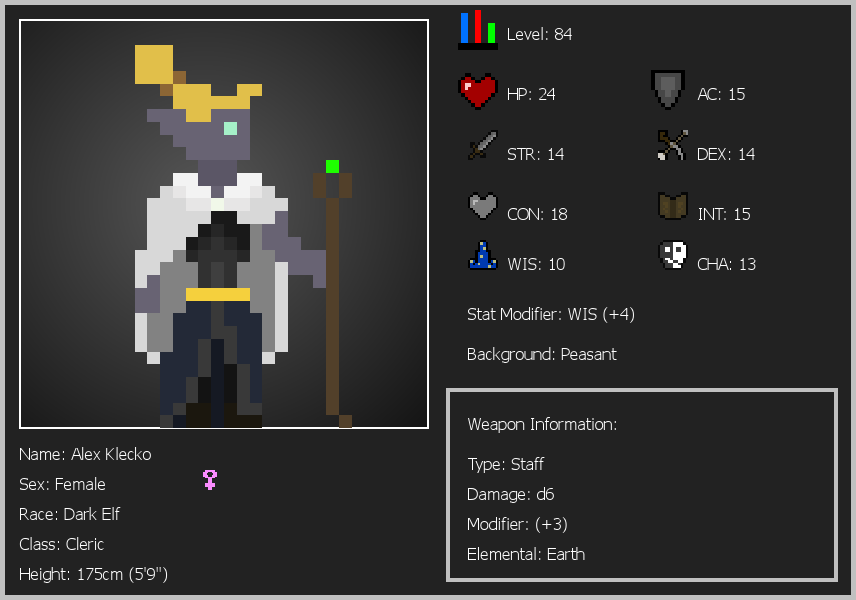 Level: 84
HP: 24
AC: 15
STR: 14
DEX: 14
CON: 18
INT: 15
WIS: 10
CHA: 13
Stat Modifier: WIS (+4)
Background: Peasant
Weapon Information:
Type: Staff
Damage: d6
Modifier: (+3)
Elemental: Earth
Name: Alex Klecko
Sex: Female
Race: Dark Elf
Class: Cleric
Height: 175cm (5'9")